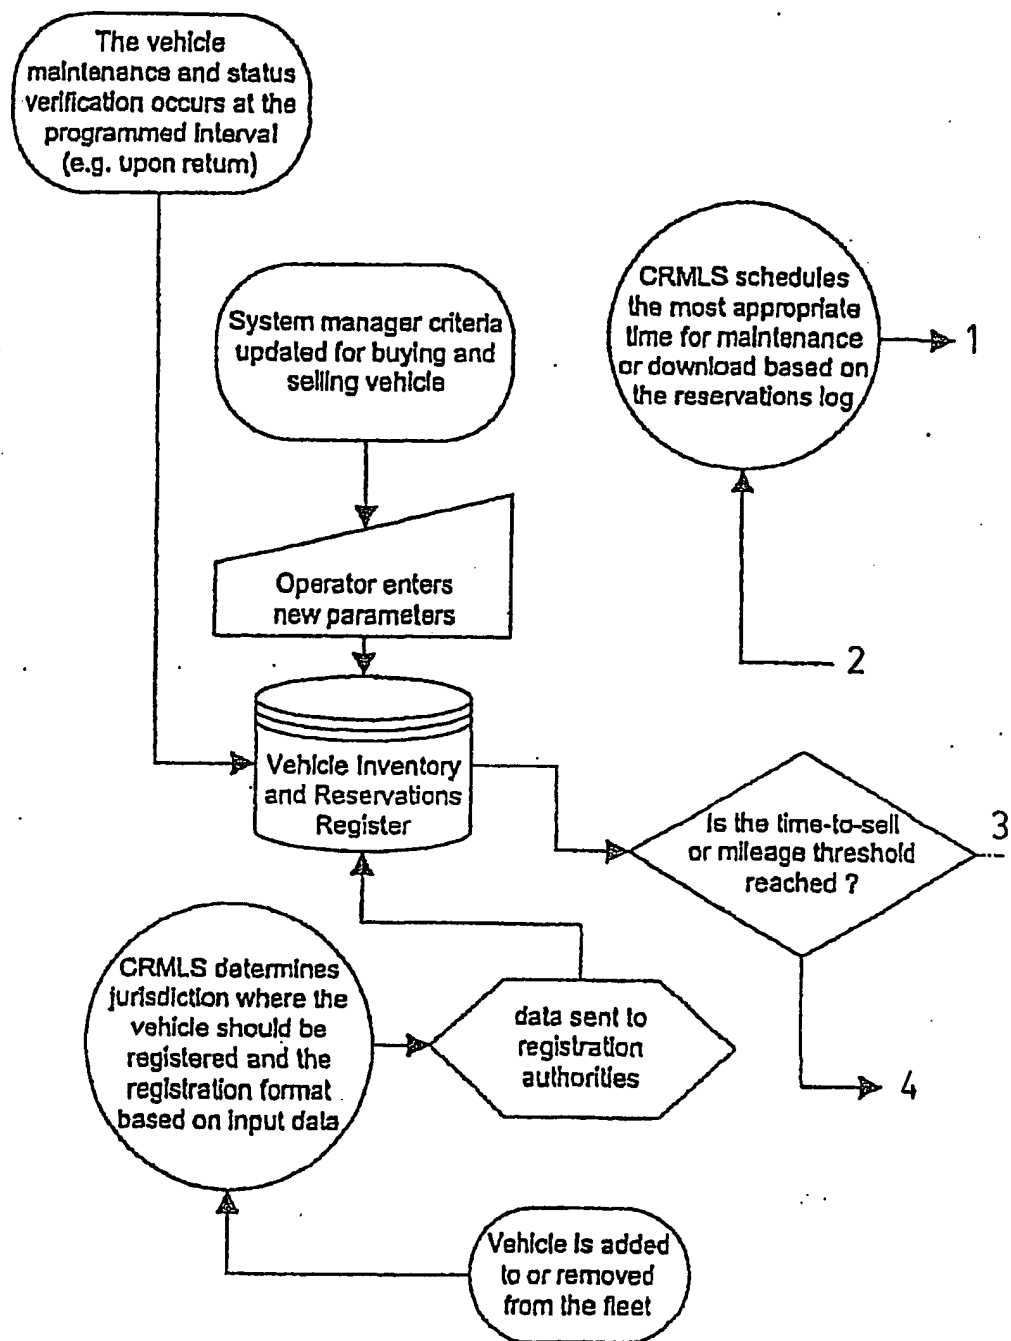 The vehicle
maintenance and status
verification occurs at the
programmed interval
(e.g. upon return)
System manager criteria
updated for buying and
selling vehicle
CRMLS schedules
the most appropriate
time for maintenance
or download based on
the reservations log
1
Operator enters
new parameters
2
Vehicle Inventory
and Reservations
Register
Is the time-to-sell
or mileage threshold
reached ?
3
CRMLS determines
jurisdiction where the
vehicle should be
registered and the
registration format
based on input data
data sent to
registration
authorities
4
Vehicle is added
to or removed
from the fleet